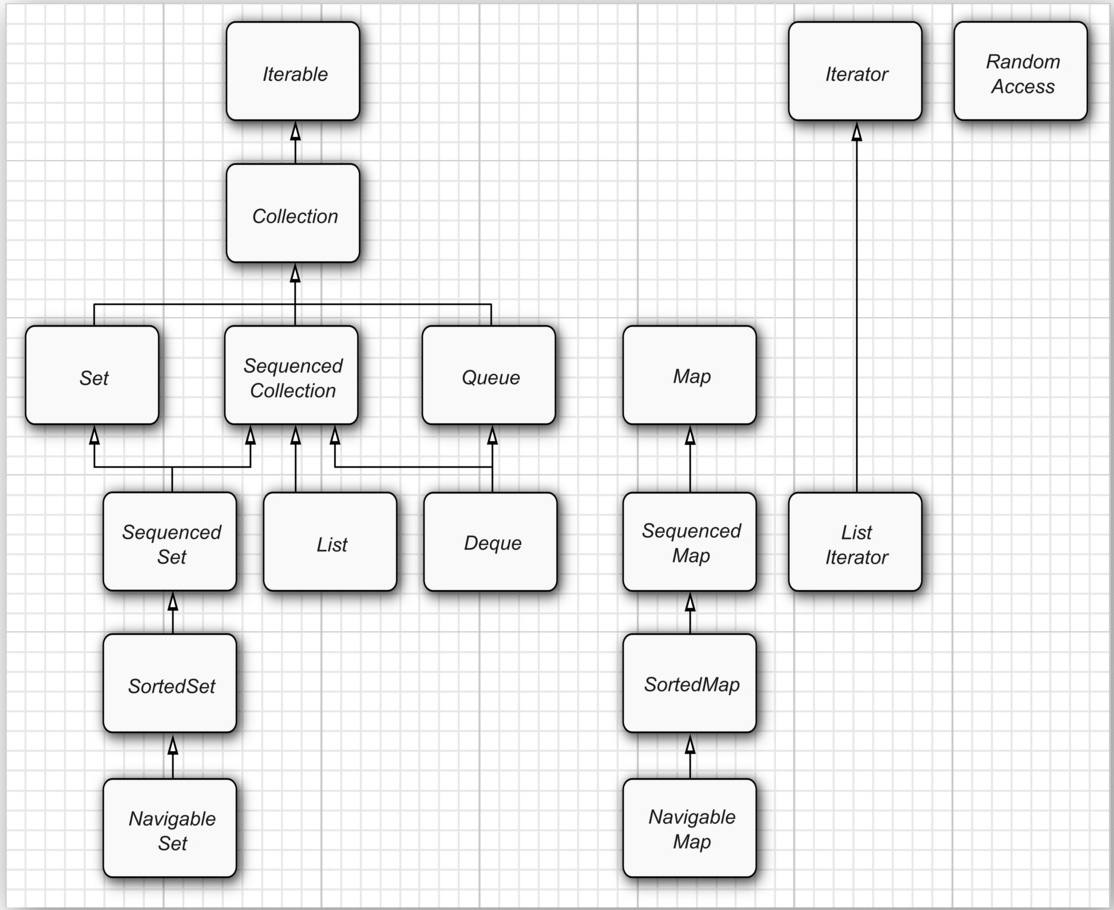 Iterable
Iterator
Random
Access
Collection
Set
Sequenced
Collection
Queue
Map
Sequenced
Set
List
Deque
Sequenced
Map
List
Iterator
SortedSet
SortedMap
Navigable
Set
Navigable
Map